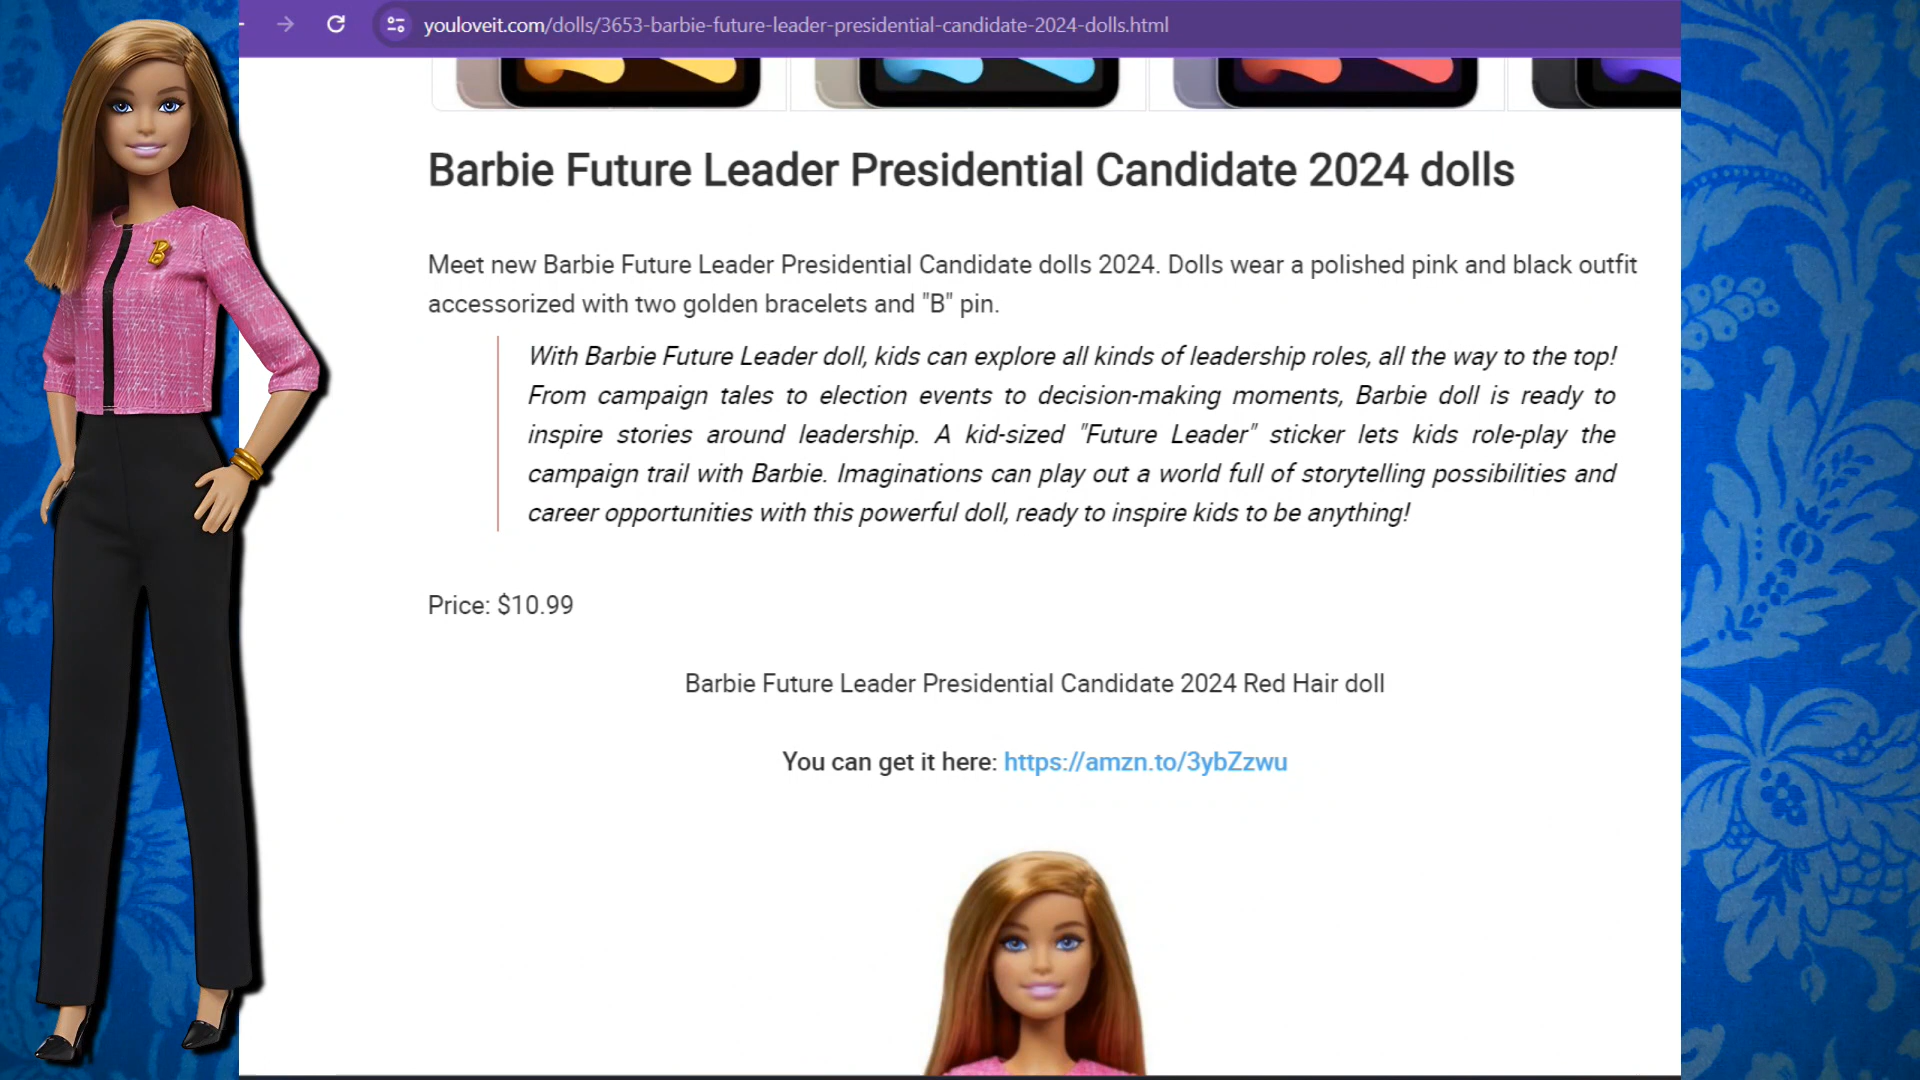 youloveit.com/dolls/3653-barbie-future-leader-presidential-candidate-2024-dolls.html
Barbie Future Leader Presidential Candidate 2024 dolls
Meet new Barbie Future Leader Presidential Candidate dolls 2024. Dolls wear a polished pink and black outfit
accessorized with two golden bracelets and "B" pin.
With Barbie Future Leader doll, kids can explore all kinds of leadership roles, all the way to the top!
From campaign tales to election events to decision-making moments, Barbie doll is ready to
inspire stories around leadership. A kid-sized "Future Leader" sticker lets kids role-play the
campaign trail with Barbie. Imaginations can play out a world full of storytelling possibilities and
career opportunities with this powerful doll, ready to inspire kids to be anything!
Price: $10.99
Barbie Future Leader Presidential Candidate 2024 Red Hair doll
You can get it here: https://amzn.to/3ybZzwu
B